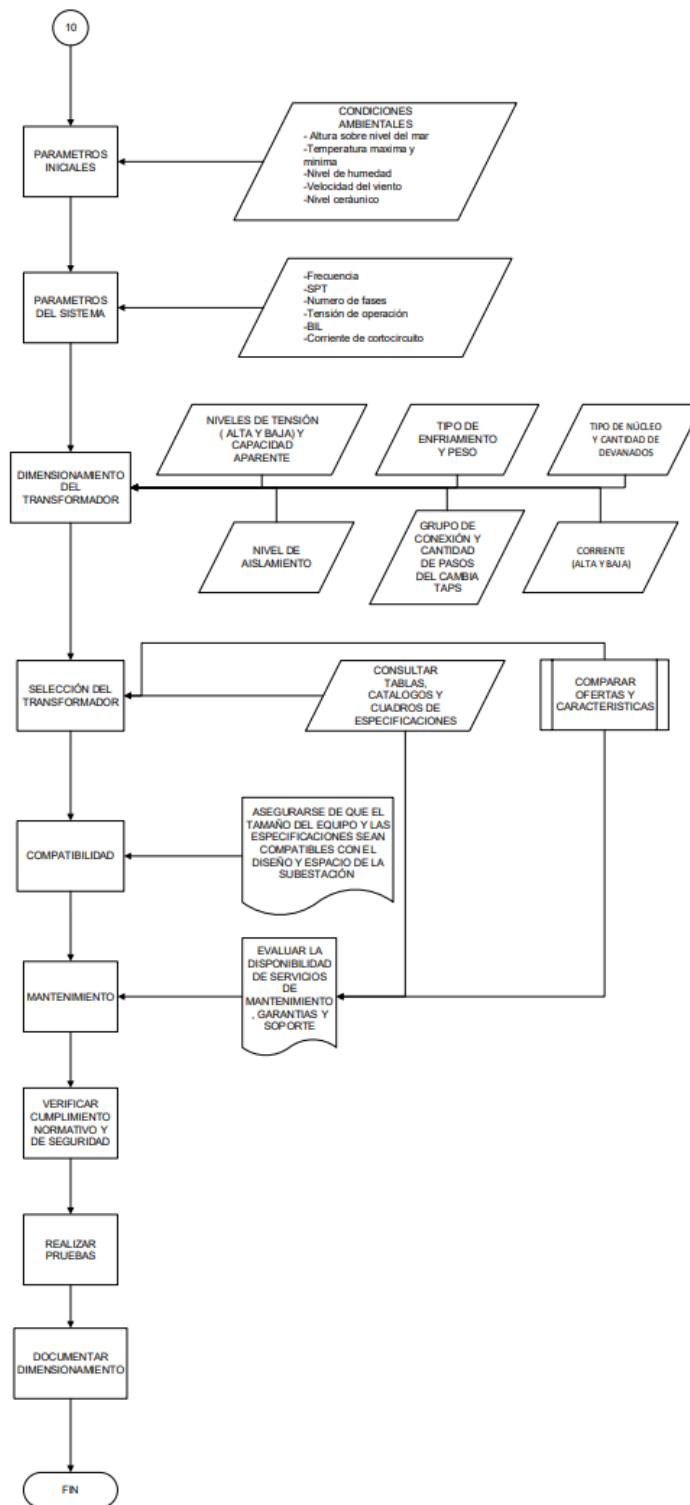 10
PARAMETROS
INICIALES
CONDICIONES
AMBIENTALES
- Altura sobre nivel del mar
-Temperatura maxima y
minima
-Nivel de humedad
-Velocidad del viento
-Nivel ceráunico
PARAMETROS
DEL SISTEMA
-Frecuencia
-SPT
-Numero de fases
-Tensión de operación
-BIL
-Corriente de cortocircuito
NIVELES DE TENSIÓN
( ALTA Y BAJA) Y
CAPACIDAD
APARENTE
TIPO DE
ENFRIAMIENTO
Y PESO
TIPO DE NÚCLEO
Y CANTIDAD DE
DEVANADOS
DIMENSIONAMIENTO
DEL
TRANSFORMADOR
NIVEL DE
AISLAMIENTO
GRUPO DE
CONEXIÓN Y
CANTIDAD
DE PASOS
DEL CAMBIA
TAPS
CORRIENTE
(ALTA Y BAJA)
SELECCIÓN DEL
TRANSFORMADOR
CONSULTAR
TABLAS,
CATALOGOS Y
CUADROS DE
ESPECIFICACIONES
COMPARAR
OFERTAS Y
CARACTERISTICAS
COMPATIBILIDAD
ASEGURARSE DE QUE EL
TAMAÑO DEL EQUIPO Y LAS
ESPECIFICACIONES SEAN
COMPATIBLES CON EL
DISEÑO Y ESPACIO DE LA
SUBESTACIÓN
MANTENIMIENTO
EVALUAR LA
DISPONIBILIDAD
DE SERVICIOS
DE
MANTENIMIENTO
, GARANTIAS Y
SOPORTE
VERIFICAR
CUMPLIMIENTO
NORMATIVO Y
DE SEGURIDAD
REALIZAR
PRUEBAS
DOCUMENTAR
DIMENSIONAMIENTO
FIN